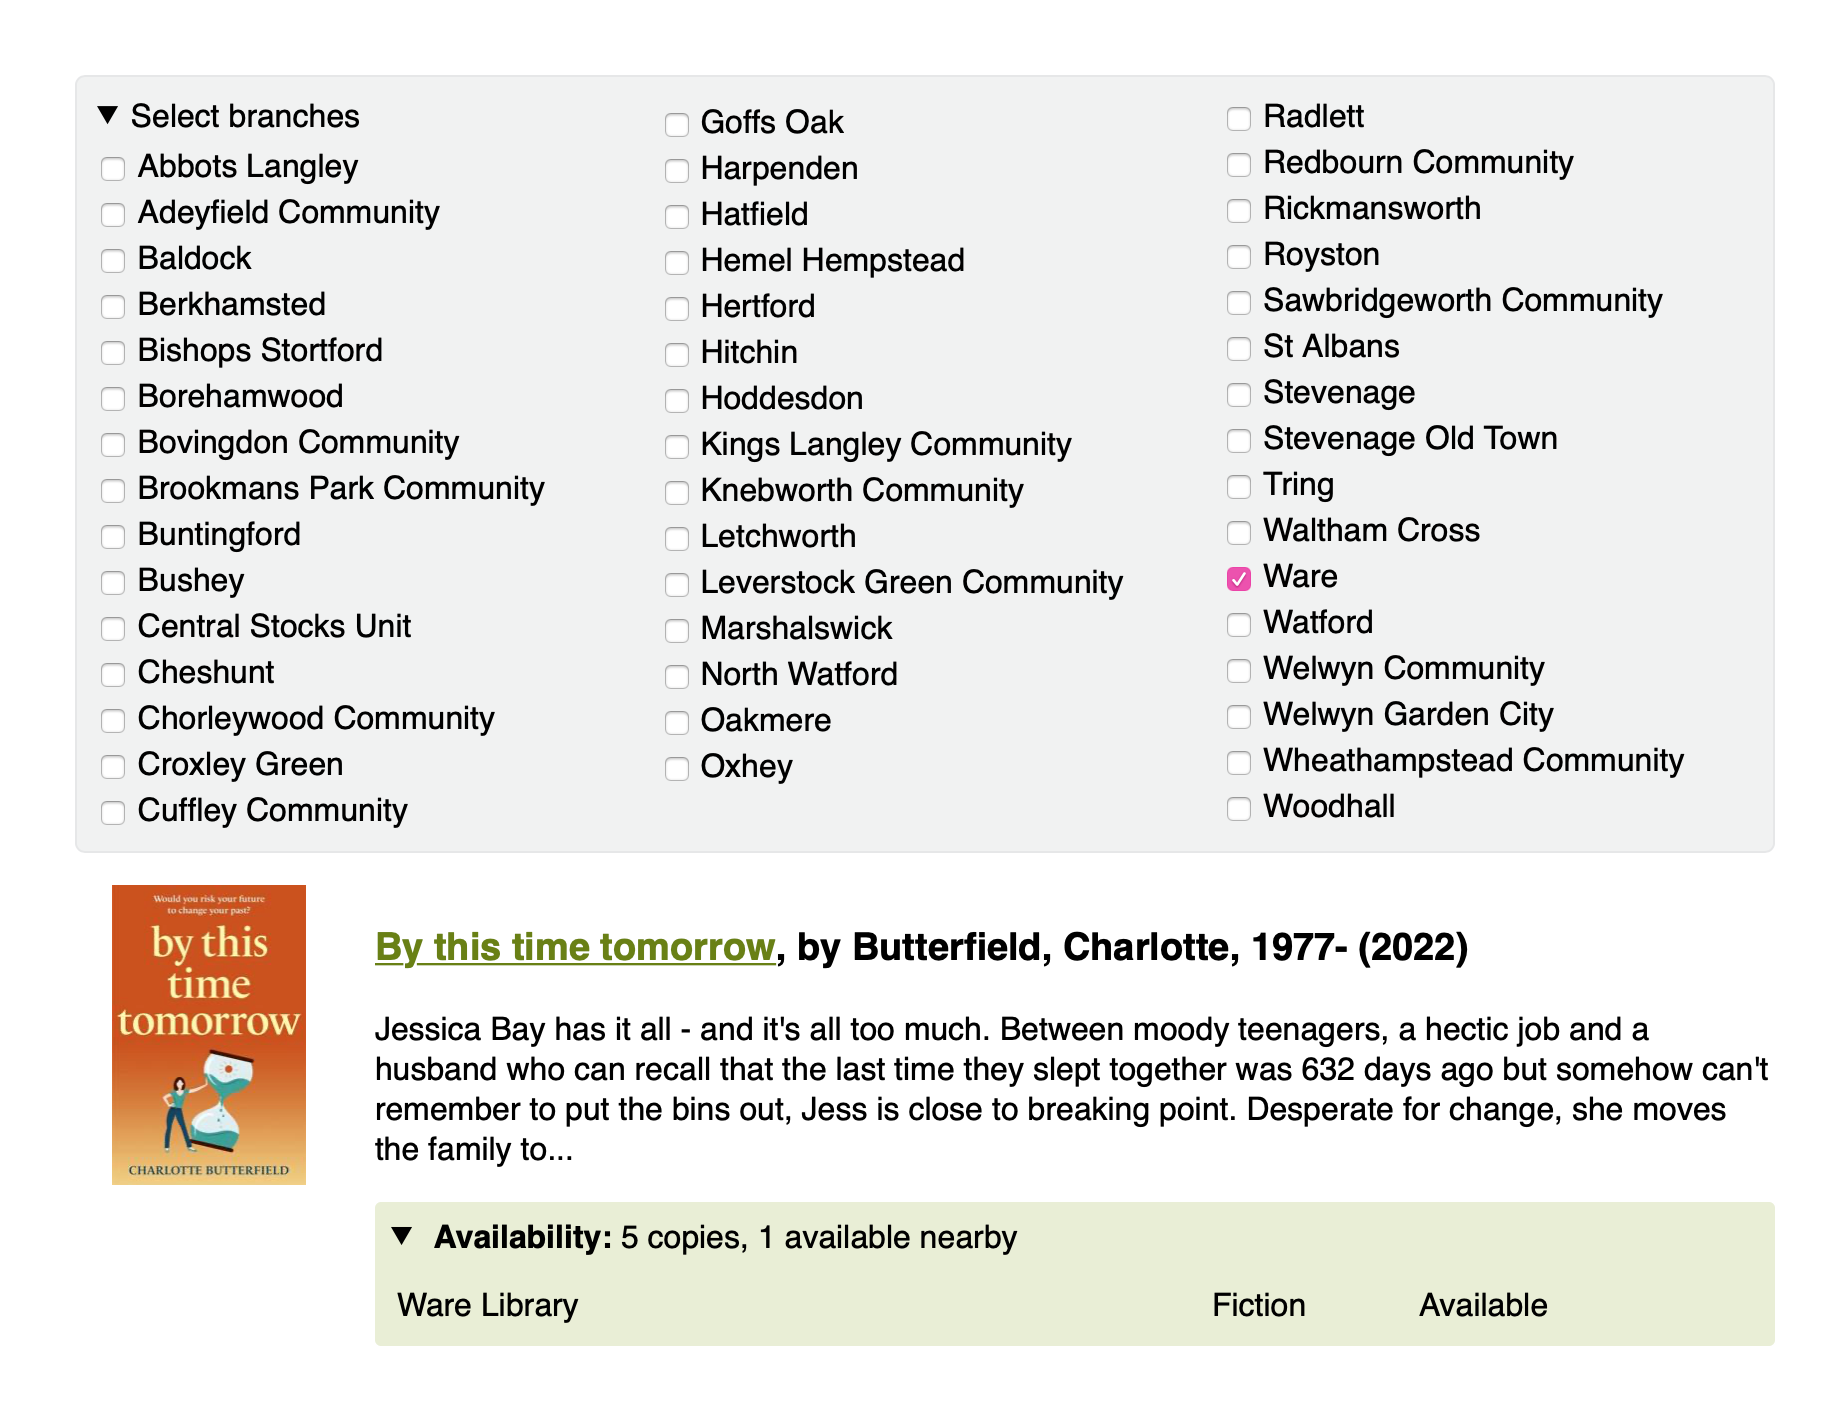 Select branches
Abbots Langley
Adeyfield Community
Baldock
Berkhamsted
Bishops Stortford
Borehamwood
Bovingdon Community
Brookmans Park Community
Buntingford
Bushey
Central Stocks Unit
Cheshunt
Chorleywood Community
Croxley Green
Cuffley Community
Goffs Oak
Harpenden
Hatfield
Hemel Hempstead
Hertford
Hitchin
Hoddesdon
Kings Langley Community
Knebworth Community
Letchworth
Leverstock Green Community
Marshalswick
North Watford
Oakmere
Oxhey
Radlett
Redbourn Community
Rickmansworth
Royston
Sawbridgeworth Community
St Albans
Stevenage
Stevenage Old Town
Tring
Waltham Cross
Ware
Watford
Welwyn Community
Welwyn Garden City
Wheathampstead Community
Woodhall
Would you risk your future
to change your past?
by this
time
tomorrow
CHARLOTTE BUTTERFIELD
By this time tomorrow, by Butterfield, Charlotte, 1977- (2022)
Jessica Bay has it all - and it's all too much. Between moody teenagers, a hectic job and a
husband who can recall that the last time they slept together was 632 days ago but somehow can't
remember to put the bins out, Jess is close to breaking point. Desperate for change, she moves
the family to...
Availability: 5 copies, 1 available nearby
Ware Library Fiction Available